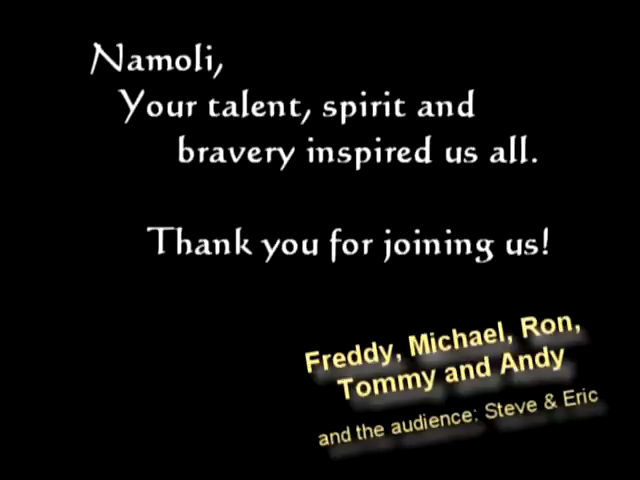 Namoli,
Your talent, spirit and
bravery inspired us all.
Thank you for joining us!
Freddy, Michael, Ron,
Tommy and Andy
and the audience: Steve & Eric